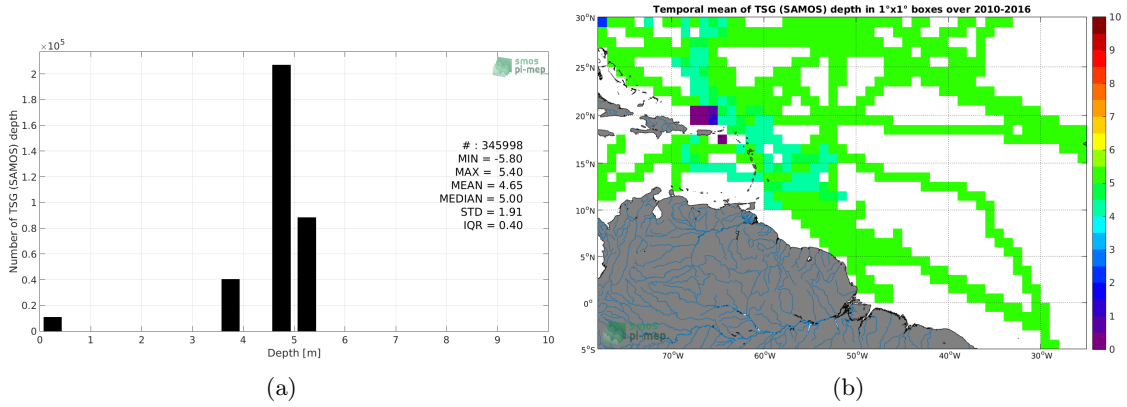 ×10⁵
2
1.8
1.6
1.4
1.2
1
0.8
0.6
0.4
0.2
0
Number of TSG (SAMOS) depth
smos
pi-mep
# : 345998
MIN = -5.80
MAX = 5.40
MEAN = 4.65
MEDIAN = 5.00
STD = 1.91
IQR = 0.40
0 1 2 3 4 5 6 7 8 9 10
Depth [m]
(a)
Temporal mean of TSG (SAMOS) depth in 1°x1° boxes over 2010-2016
30°N
25°N
20°N
15°N
10°N
5°N
0°
5°S
70°W 60°W 50°W 40°W 30°W
smos
pi-mep
10
9
8
7
6
5
4
3
2
1
0
(b)